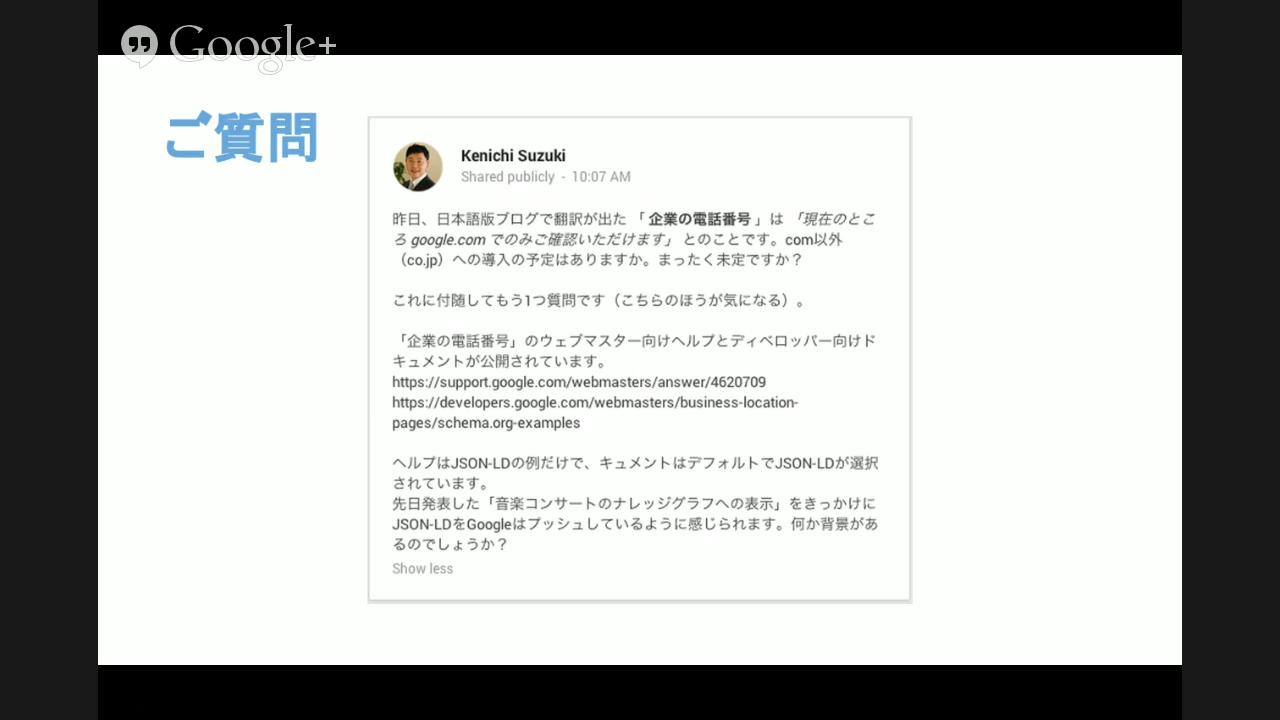 Google+
ご質問
Kenichi Suzuki
Shared publicly - 10:07 AM
昨日、日本語版ブログで翻訳が出た 「 企業の電話番号 」は 「現在のとこ
ろ google.com でのみご確認いただけます」 とのことです。com以外
（co.jp）への導入の予定はありますか。まったく未定ですか？
これに付随してもう1つ質問です（こちらのほうが気になる）。
「企業の電話番号」のウェブマスター向けヘルプとディベロッパー向けド
キュメントが公開されています。
https://support.google.com/webmasters/answer/4620709
https://developers.google.com/webmasters/business-location-
pages/schema.org-examples
ヘルプはJSON-LDの例だけで、キュメントはデフォルトでJSON-LDが選択
されています。
先日発表した「音楽コンサートのナレッジグラフへの表示」をきっかけに
JSON-LDをGoogleはプッシュしているように感じられます。何か背景があ
るのでしょうか？
Show less